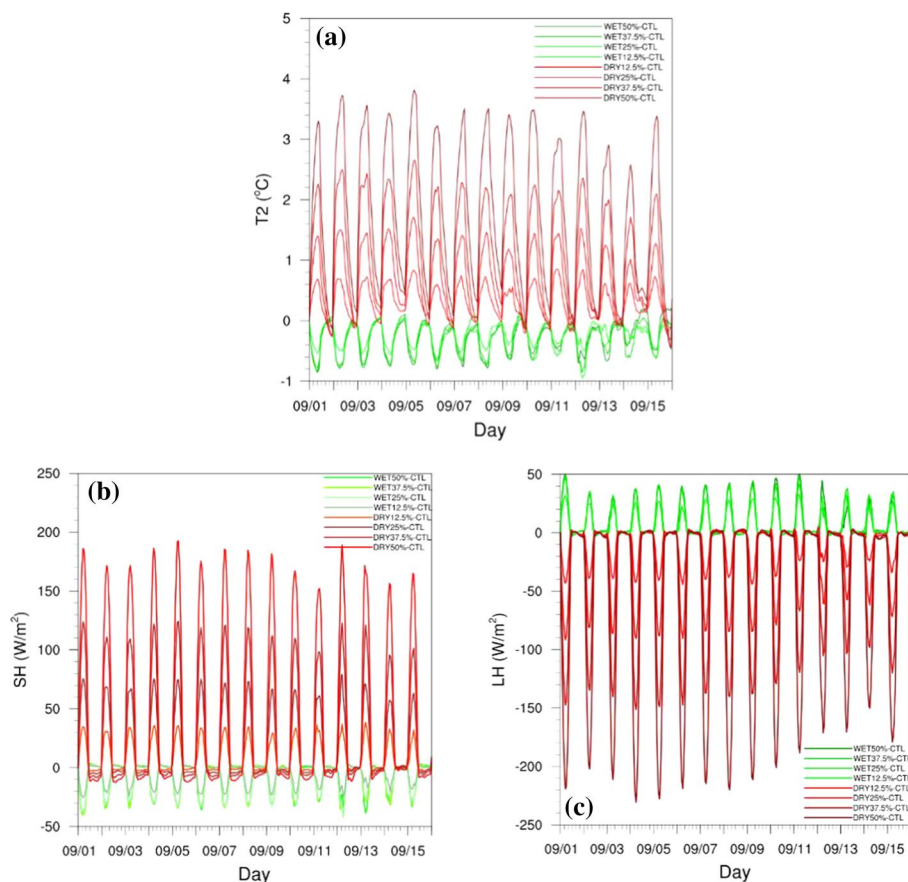 (a)
5
4
3
2
1
0
-1
T2 (°C)
WET50%-CTL
WET37.5%-CTL
WET25%-CTL
WET12.5%-CTL
DRY12.5%-CTL
DRY25%-CTL
DRY37.5%-CTL
DRY50%-CTL
09/01 09/03 09/05 09/07 09/09 09/11 09/13 09/15
Day
(b)
250
200
150
100
50
0
-50
SH (W/m²)
WET50%-CTL
WET37.5%-CTL
WET25%-CTL
WET12.5%-CTL
DRY12.5%-CTL
DRY25%-CTL
DRY37.5%-CTL
DRY50%-CTL
09/01 09/03 09/05 09/07 09/09 09/11 09/13 09/15
Day
50
0
-50
-100
-150
-200
-250
LH (W/m²)
WET50%-CTL
WET37.5%-CTL
WET25%-CTL
WET12.5%-CTL
DRY12.5%-CTL
DRY25%-CTL
DRY37.5%-CTL
DRY50%-CTL
(c)
09/01 09/03 09/05 09/07 09/09 09/11 09/13 09/15
Day